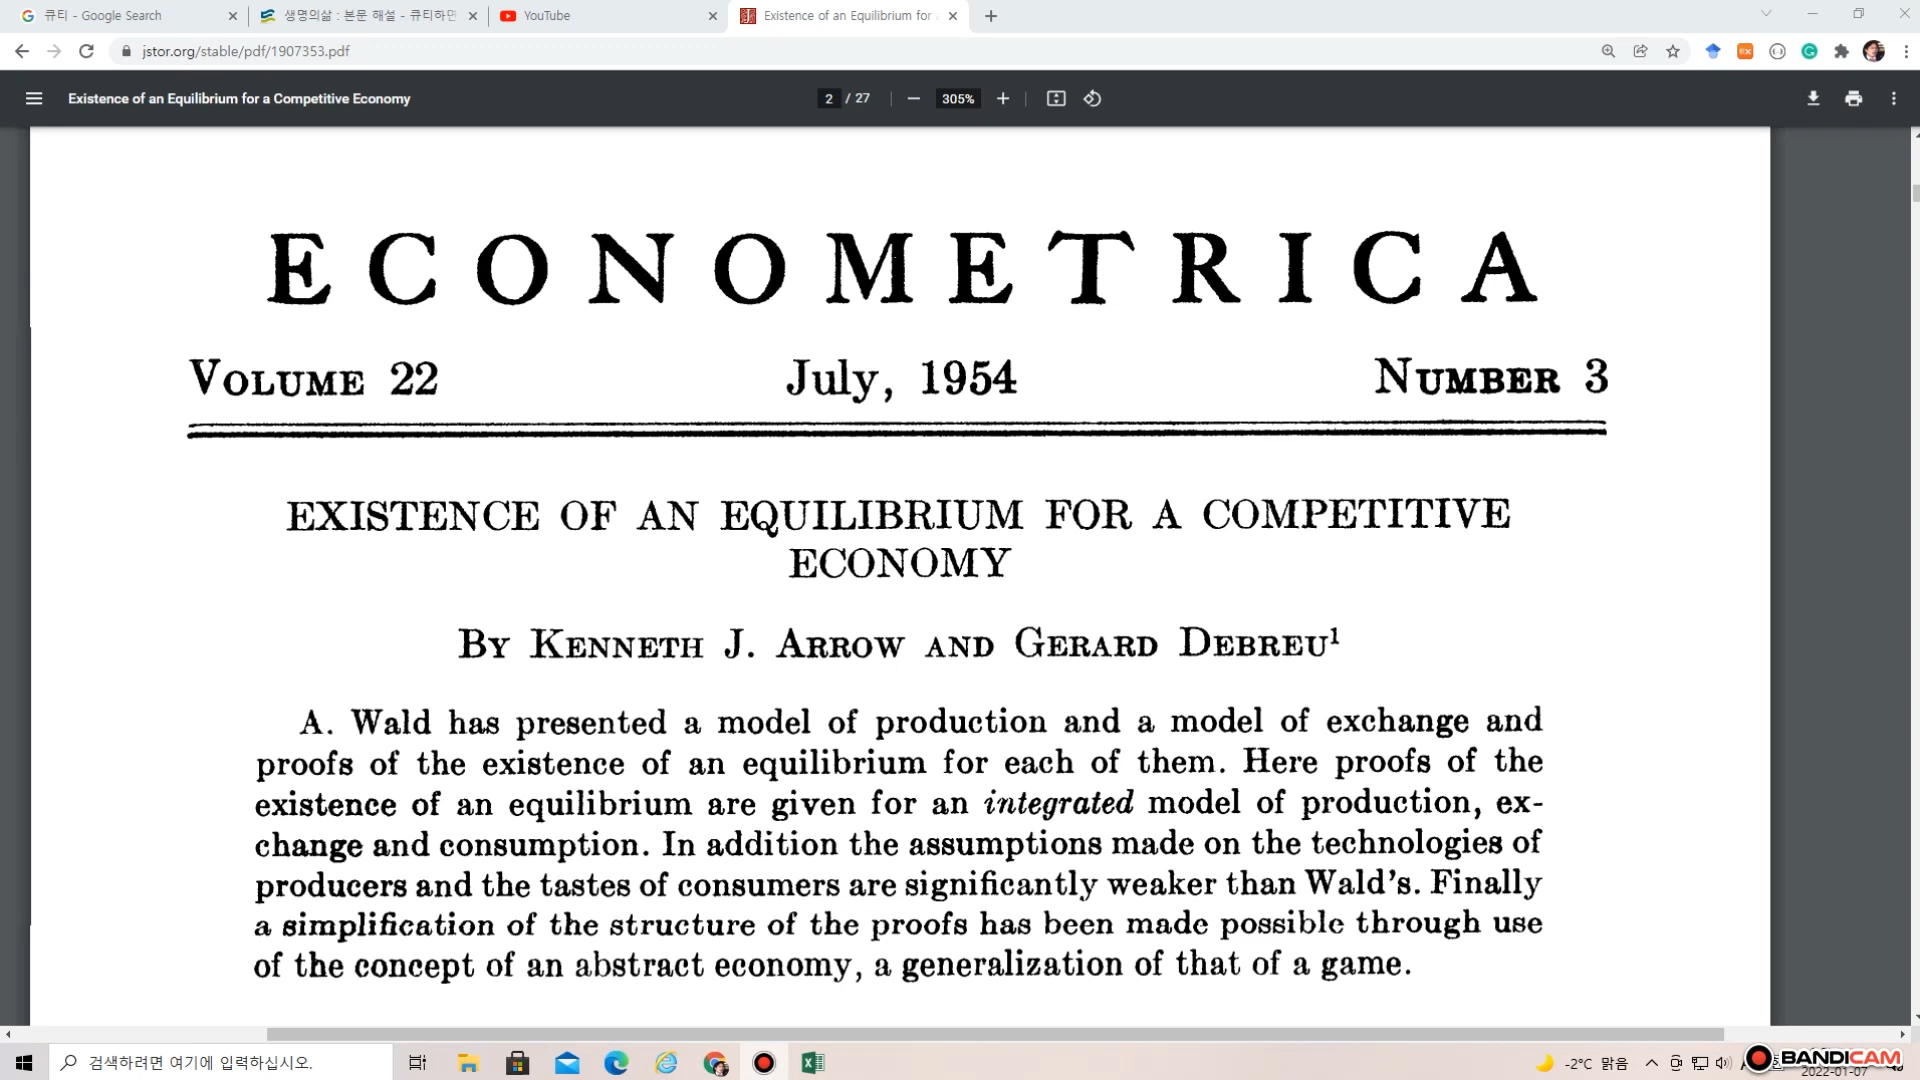 큐티 - Google Search
생명의삶 : 본문 해설 - 큐티하면
YouTube
Existence of an Equilibrium for a
jstor.org/stable/pdf/1907353.pdf
Existence of an Equilibrium for a Competitive Economy
2 / 27
305%
ECONOMETRICA
VOLUME 22 July, 1954 NUMBER 3
EXISTENCE OF AN EQUILIBRIUM FOR A COMPETITIVE
ECONOMY
BY KENNETH J. ARROW AND GERARD DEBREU¹
A. Wald has presented a model of production and a model of exchange and
proofs of the existence of an equilibrium for each of them. Here proofs of the
existence of an equilibrium are given for an integrated model of production, ex-
change and consumption. In addition the assumptions made on the technologies of
producers and the tastes of consumers are significantly weaker than Wald's. Finally
a simplification of the structure of the proofs has been made possible through use
of the concept of an abstract economy, a generalization of that of a game.
검색하려면 여기에 입력하십시오.
-2°C 맑음
BANDICAM
2022-01-07